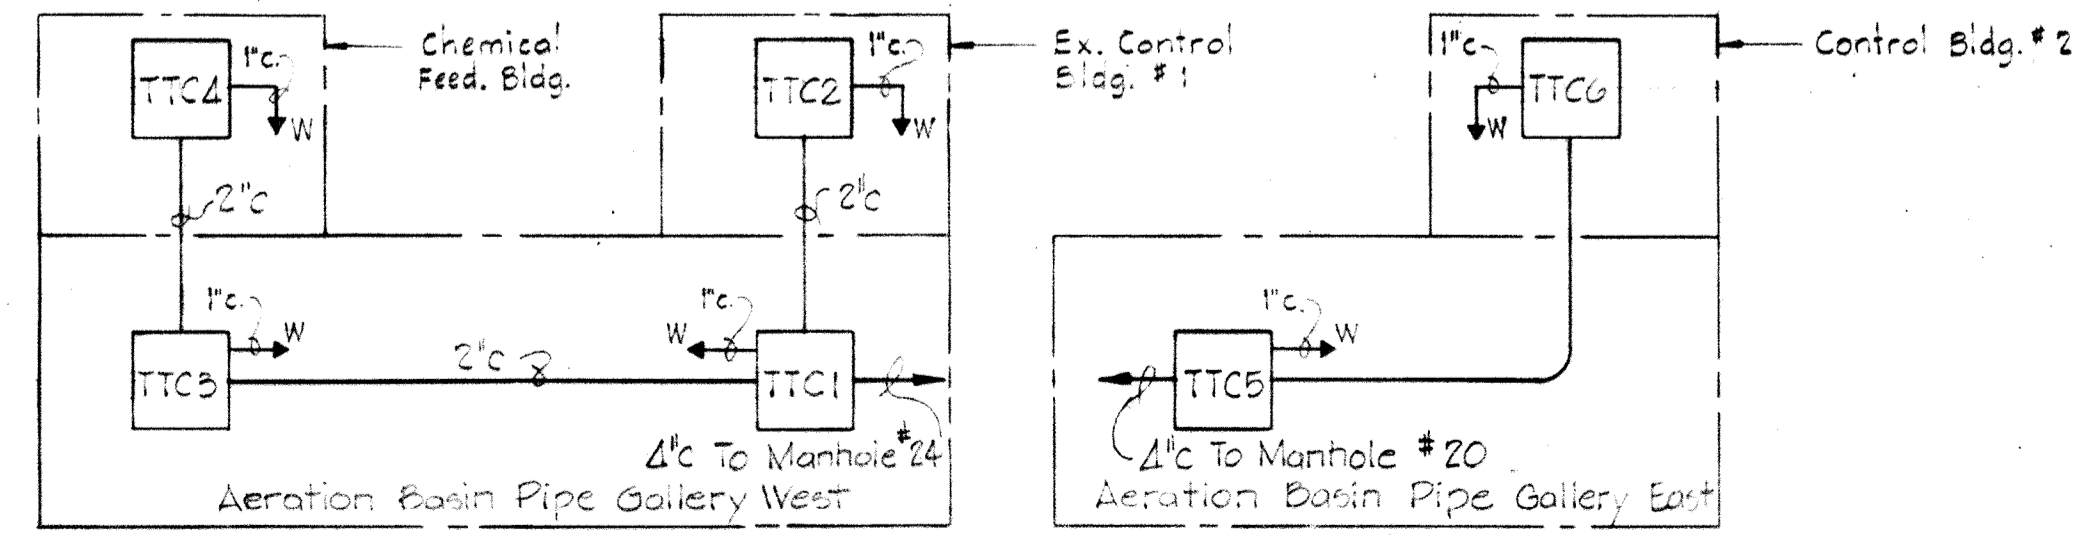 1"c.
TTC4
W
Chemical
Feed. Bldg.
1"c.
TTC2
W
Ex. Control
Bldg. # 1
1"c.
TTC6
W
Control Bldg. # 2
2"C
2"C
1"c.
W
TTC3
2"C
1"c.
W
TTC1
4"C To Manhole #24
Aeration Basin Pipe Gallery West
1"c.
W
TTC5
4"C To Manhole #20
Aeration Basin Pipe Gallery East